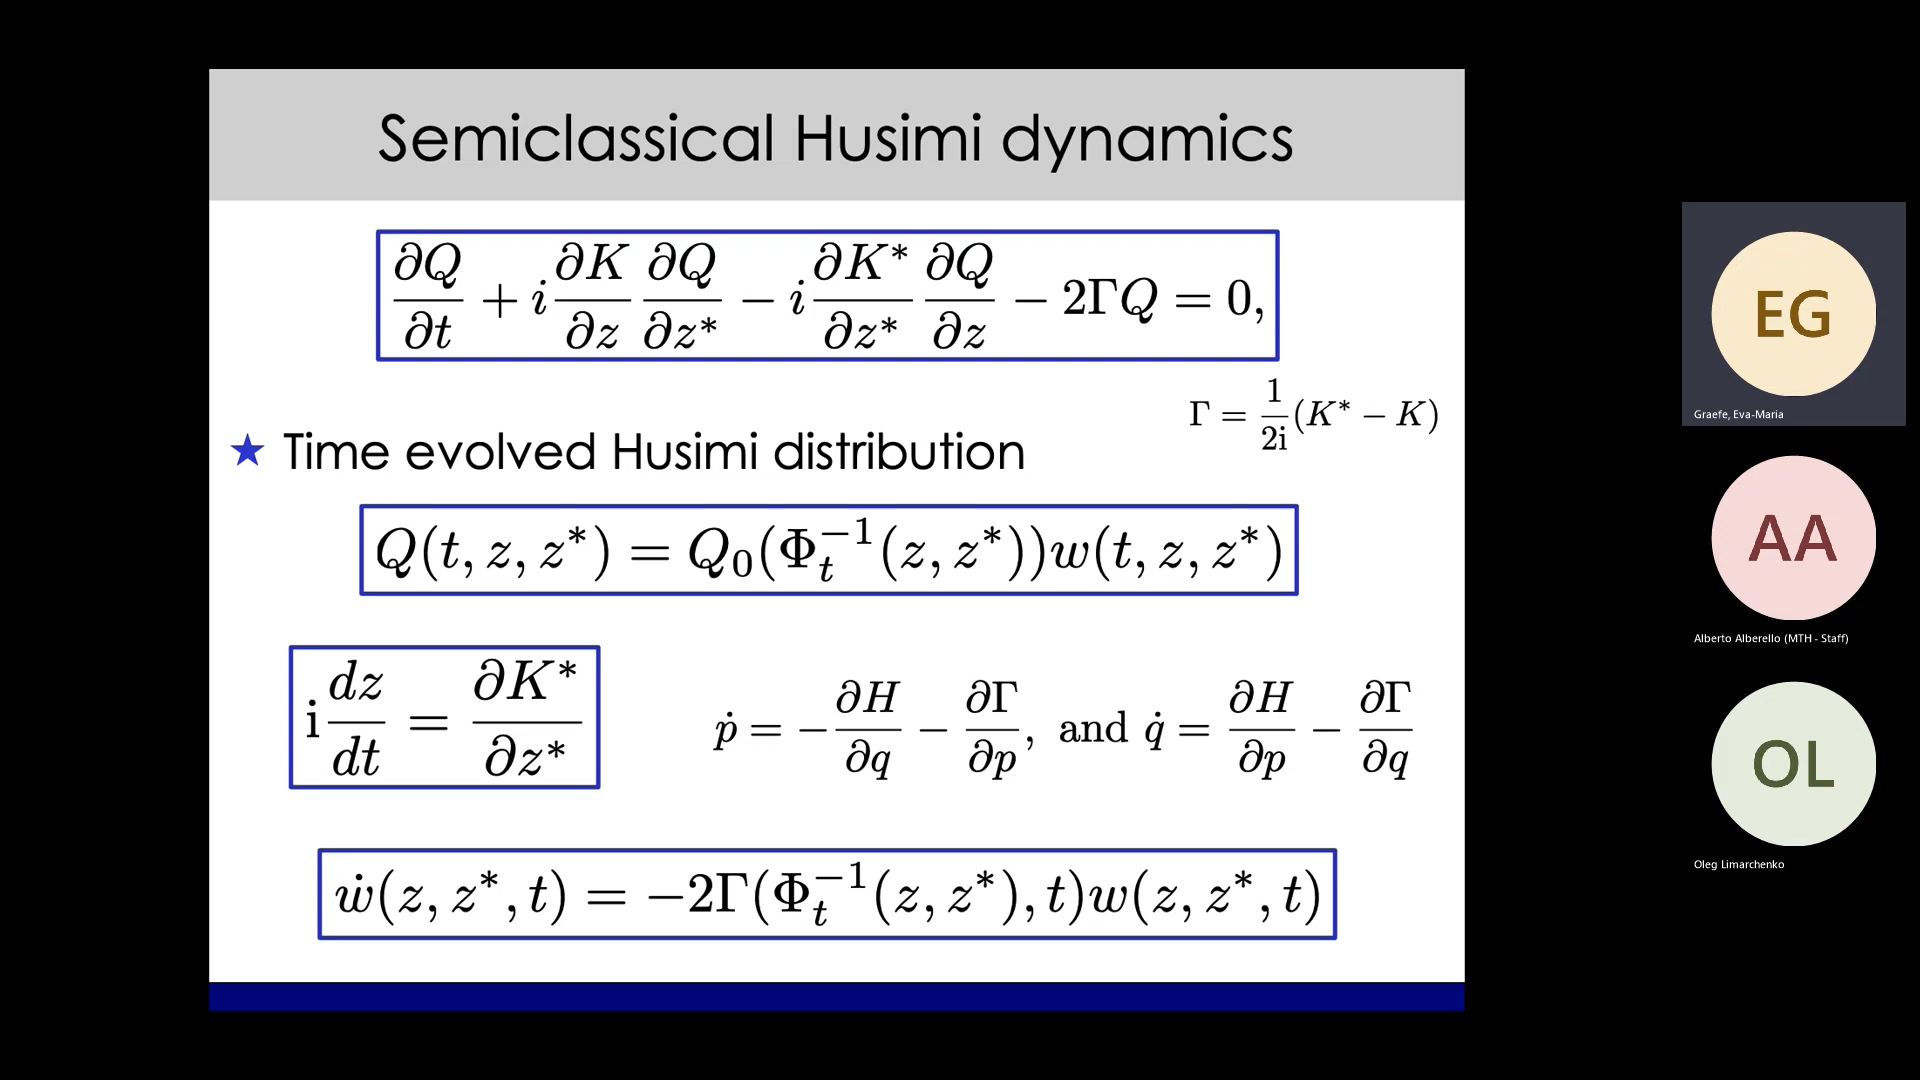 Semiclassical Husimi dynamics
∂Q/∂t + i ∂K/∂z ∂Q/∂z* − i ∂K*/∂z* ∂Q/∂z − 2ΓQ = 0,
Γ = 1/2i (K* − K)
★ Time evolved Husimi distribution
Q(t, z, z*) = Q₀(Φₜ⁻¹(z, z*))w(t, z, z*)
i dz/dt = ∂K*/∂z*
ṗ = −∂H/∂q − ∂Γ/∂p, and q̇ = ∂H/∂p − ∂Γ/∂q
ẇ(z, z*, t) = −2Γ(Φₜ⁻¹(z, z*), t)w(z, z*, t)
EG
Graefe, Eva-Maria
AA
Alberto Alberello (MTH - Staff)
OL
Oleg Limarchenko